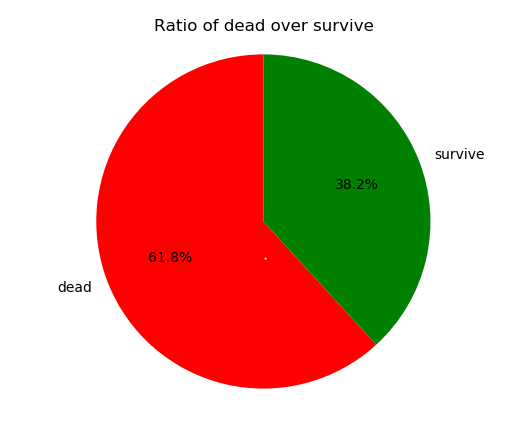 Ratio of dead over survive
survive
38.2%
61.8%
dead